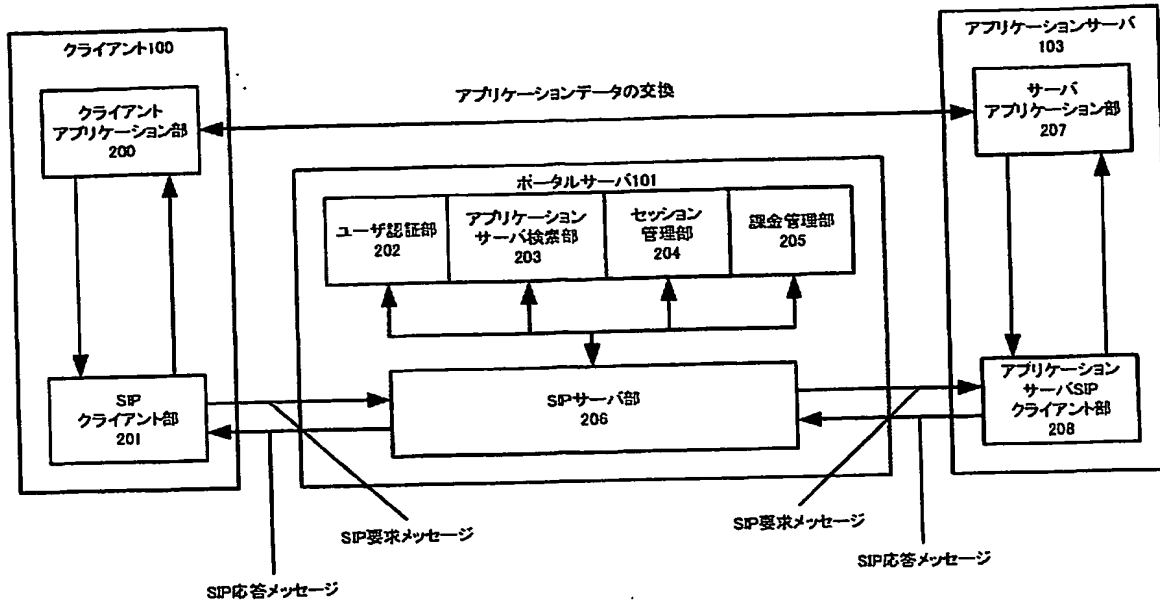 クライアント100
クライアント
アプリケーション部
200
SIP
クライアント部
201
アプリケーションデータの交換
ポータルサーバ101
ユーザ認証部
202
アプリケーション
サーバ検索部
203
セッション
管理部
204
課金管理部
205
SIPサーバ部
206
アプリケーションサーバ
103
サーバ
アプリケーション部
207
アプリケーション
サーバSIP
クライアント部
208
SIP要求メッセージ
SIP応答メッセージ
SIP要求メッセージ
SIP応答メッセージ